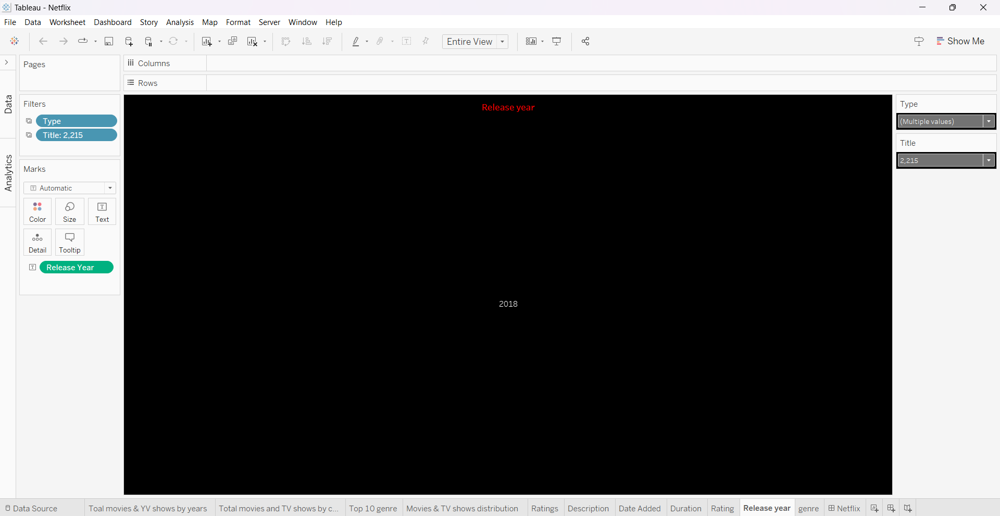 Tableau - Netflix
File Data Worksheet Dashboard Story Analysis Map Format Server Window Help
Entire View
Show Me
Pages
Columns
Rows
Data
Analytics
Filters
Type
Title: 2,215
Marks
Automatic
Color Size Text
Detail Tooltip
Release Year
Release year
2018
Type
(Multiple values)
Title
2,215
Data Source Toal movies & YV shows by years Total movies and TV shows by c... Top 10 genre Movies & TV shows distribution Ratings Description Date Added Duration Rating Release year genre Netflix